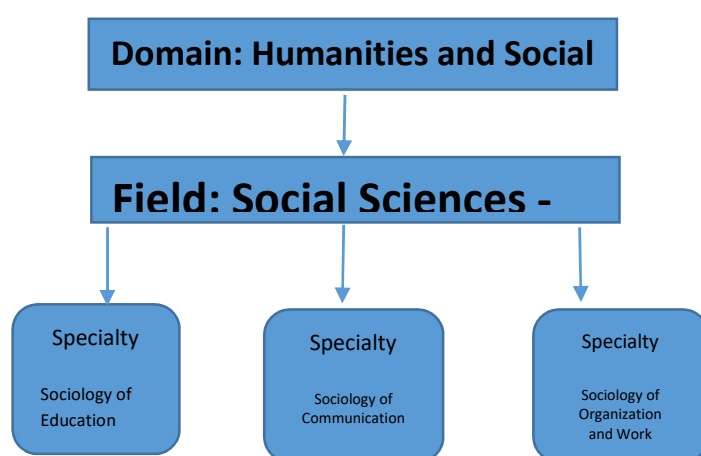 Domain: Humanities and Social
Field: Social Sciences -
Specialty
Sociology of
Education
Specialty
Sociology of
Communication
Specialty
Sociology of
Organization
and Work